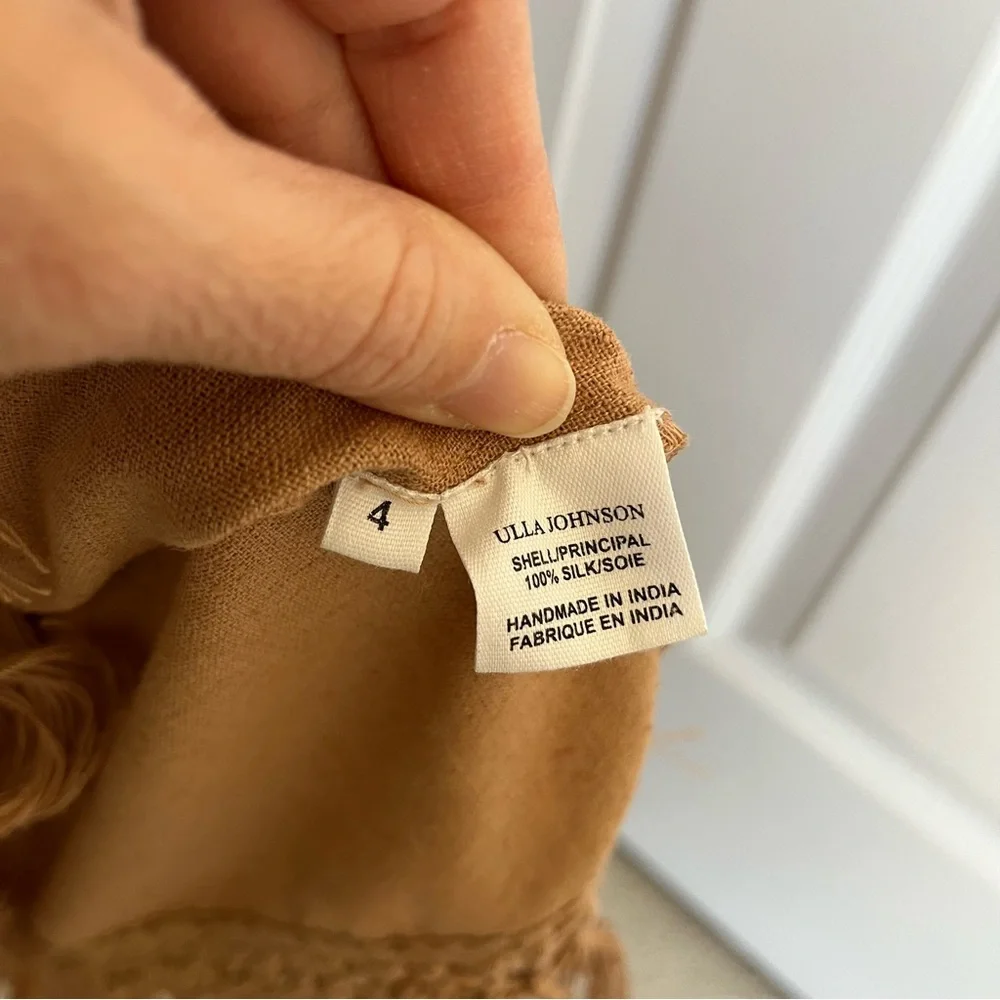 4
ULLA JOHNSON
SHELL/PRINCIPAL
100% SILK/SOIE
HANDMADE IN INDIA
FABRIQUE EN INDIA